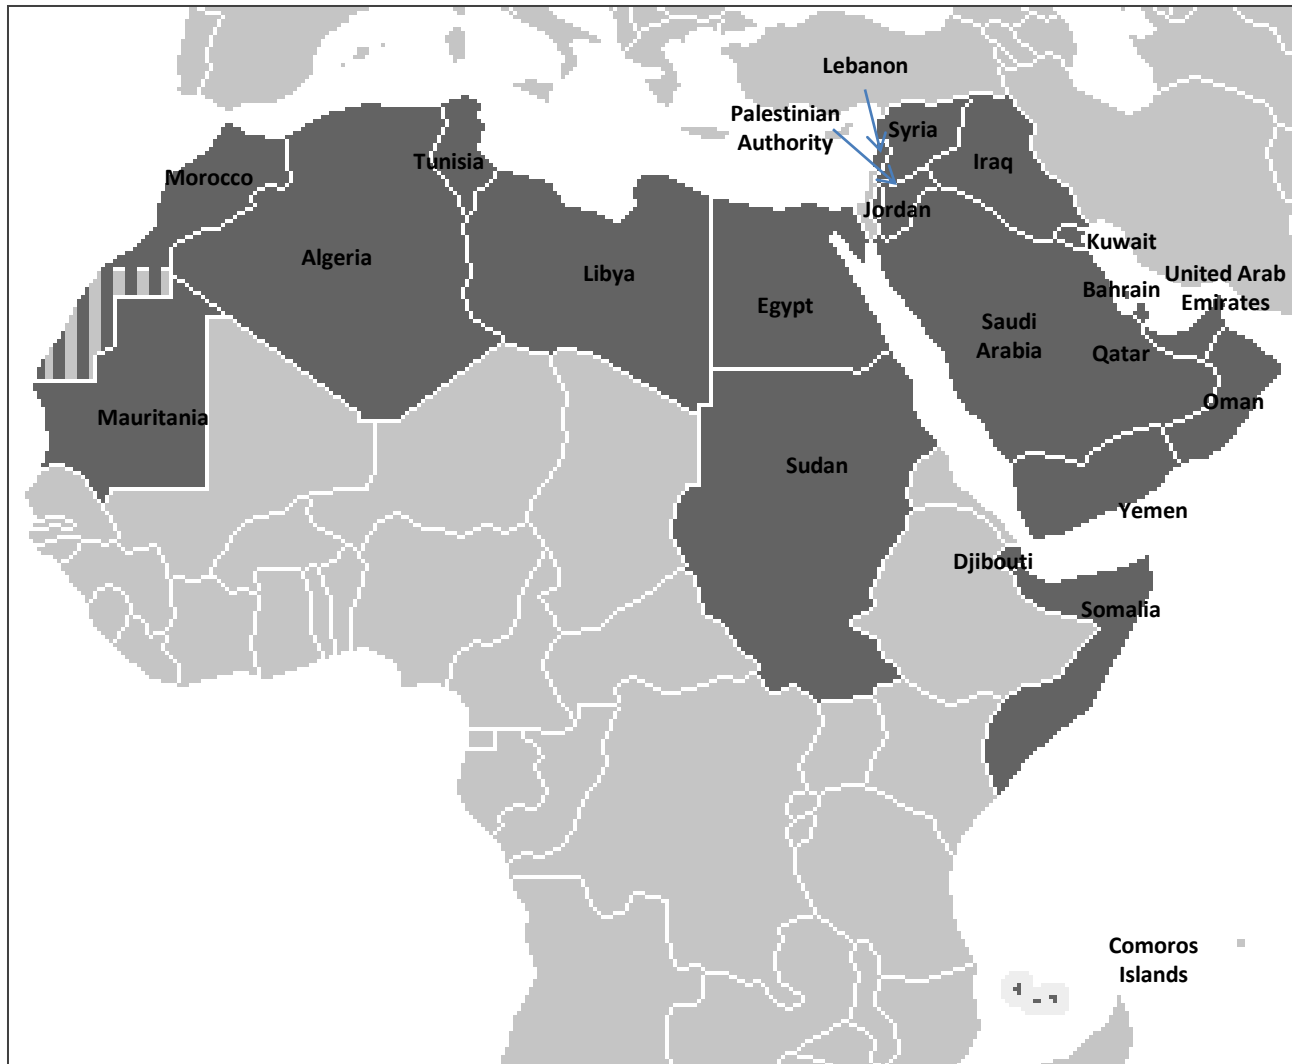 Lebanon
Palestinian
Authority
Syria
Tunisia
Iraq
Morocco
Jordan
Kuwait
Algeria
Libya
United Arab
Emirates
Bahrain
Egypt
Saudi
Arabia
Qatar
Oman
Mauritania
Sudan
Yemen
Djibouti
Somalia
Comoros
Islands